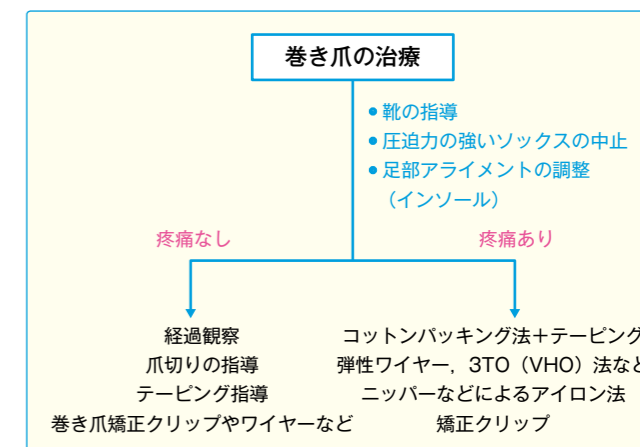 巻き爪の治療
●靴の指導
●圧迫力の強いソックスの中止
●足部アライメントの調整
（インソール）
疼痛なし
疼痛あり
経過観察
爪切りの指導
テーピング指導
巻き爪矯正クリップやワイヤーなど
コットンパッキング法＋テーピング
弾性ワイヤー，3TO（VHO）法など
ニッパーなどによるアイロン法
矯正クリップ